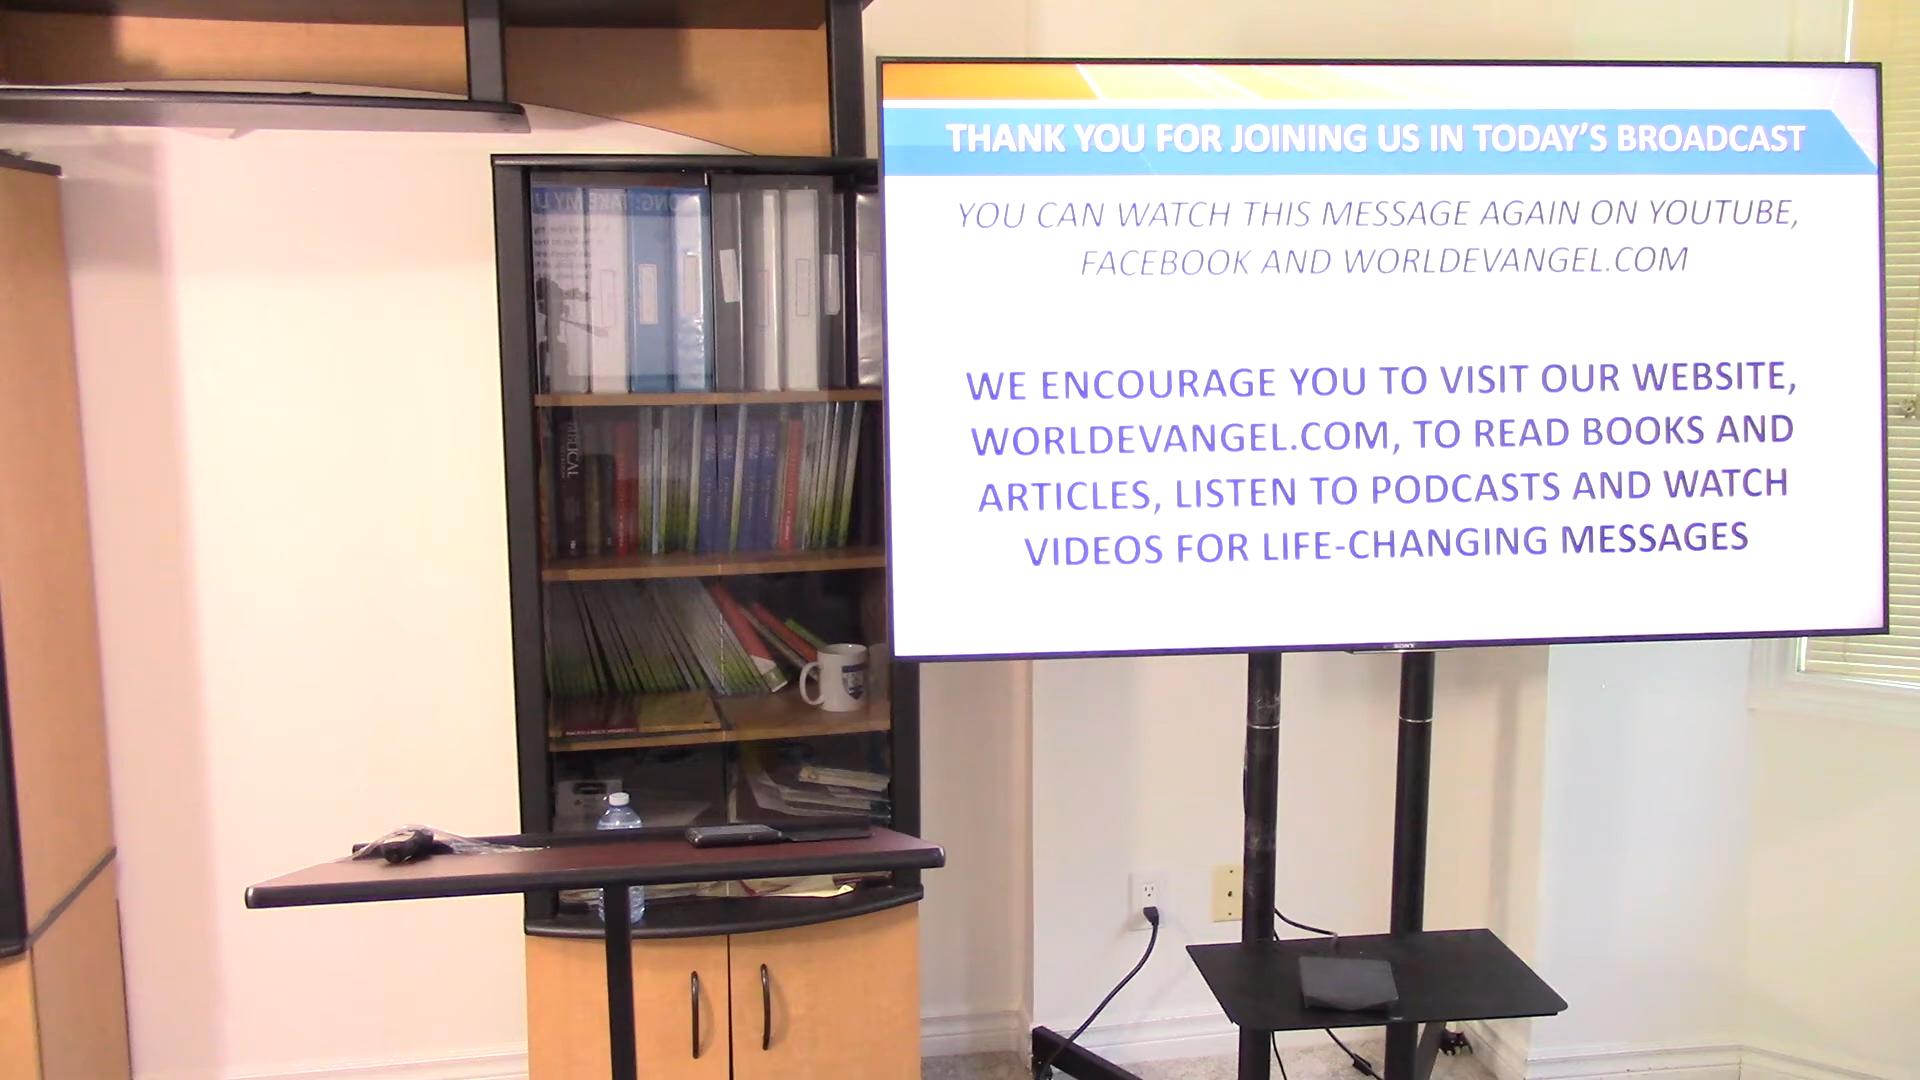 THANK YOU FOR JOINING US IN TODAY'S BROADCAST
YOU CAN WATCH THIS MESSAGE AGAIN ON YOUTUBE,
FACEBOOK AND WORLDEVANGEL.COM
WE ENCOURAGE YOU TO VISIT OUR WEBSITE,
WORLDEVANGEL.COM, TO READ BOOKS AND
ARTICLES, LISTEN TO PODCASTS AND WATCH
VIDEOS FOR LIFE-CHANGING MESSAGES
SONY
BIBLICAL